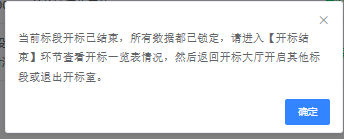 当前标段开标已结束，所有数据都已锁定，请进入【开标结
束】环节查看开标一览表情况，然后返回开标大厅开启其他标
段或退出开标室。
确定